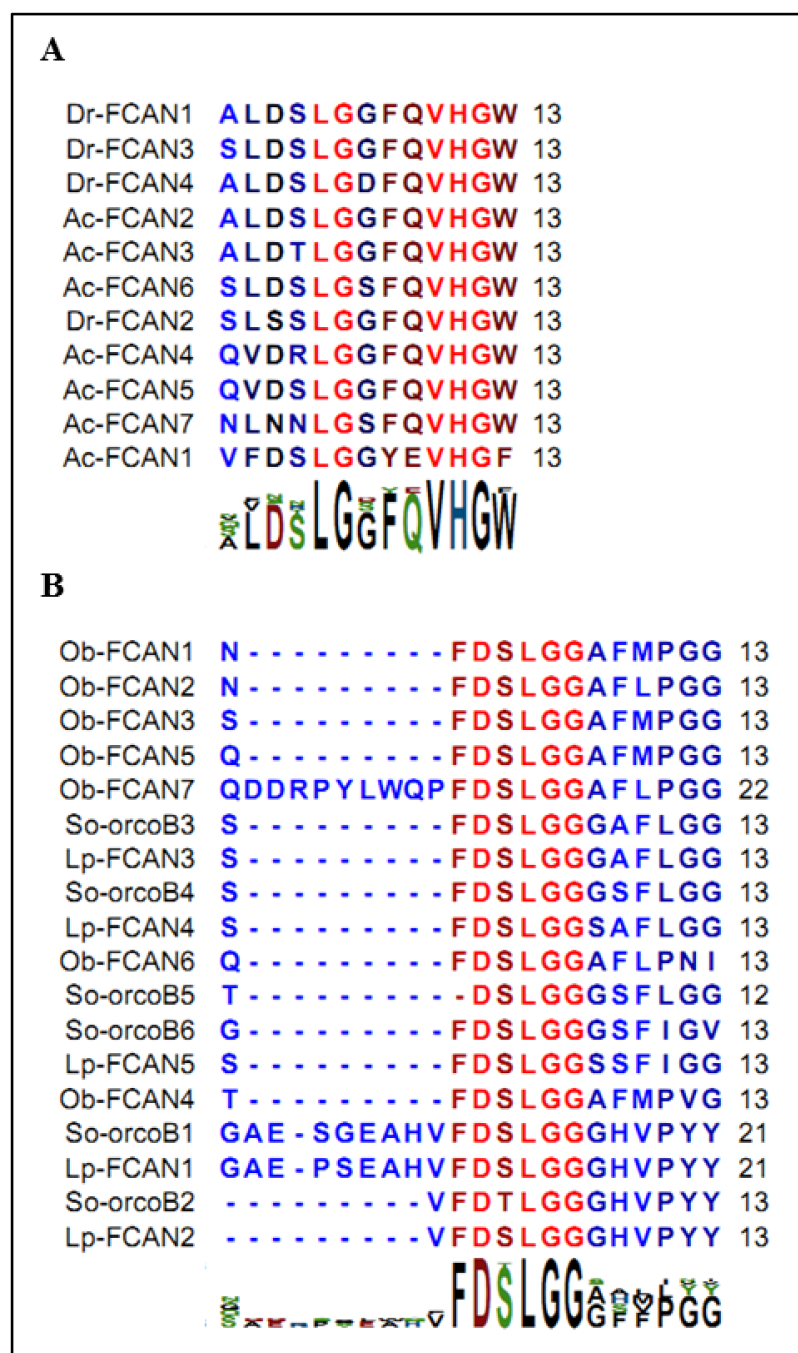 A
Dr-FCAN1 ALDSLGGFQVHGW 13
Dr-FCAN3 SLDSLGGFQVHGW 13
Dr-FCAN4 ALDSLGDFQVHGW 13
Ac-FCAN2 ALDSLGGFQVHGW 13
Ac-FCAN3 ALDTLGGFQVHGW 13
Ac-FCAN6 SLDSLGSFQVHGW 13
Dr-FCAN2 SLSSLGGFQVHGW 13
Ac-FCAN4 QVDRLGGFQVHGW 13
Ac-FCAN5 QVDSLGGFQVHGW 13
Ac-FCAN7 NLNNLGSFQVHGW 13
Ac-FCAN1 VFDSLGGYEVHGF 13
ALDSLGGFQVHGW
B
Ob-FCAN1 N---------FDSLGGAFMPGG 13
Ob-FCAN2 N---------FDSLGGAFLPGG 13
Ob-FCAN3 S---------FDSLGGAFMPGG 13
Ob-FCAN5 Q---------FDSLGGAFMPGG 13
Ob-FCAN7 QDDRPYLWQPFDSLGGAFLPGG 22
So-orcoB3 S---------FDSLGGGAFLGG 13
Lp-FCAN3 S---------FDSLGGGAFLGG 13
So-orcoB4 S---------FDSLGGGSFLGG 13
Lp-FCAN4 S---------FDSLGGSAFLGG 13
Ob-FCAN6 Q---------FDSLGGAFLPNI 13
So-orcoB5 T----------DSLGGGSFLGG 12
So-orcoB6 G---------FDSLGGGSFIGV 13
Lp-FCAN5 S---------FDSLGGSSFIGG 13
Ob-FCAN4 T---------FDSLGGAFMPVG 13
So-orcoB1 GAE-SGEAHVFDSLGGGHVPYY 21
Lp-FCAN1 GAE-PSEAHVFDSLGGGHVPYY 21
So-orcoB2 ---------VFDTLGGGHVPYY 13
Lp-FCAN2 ---------VFDSLGGGHVPYY 13
FDSLGG